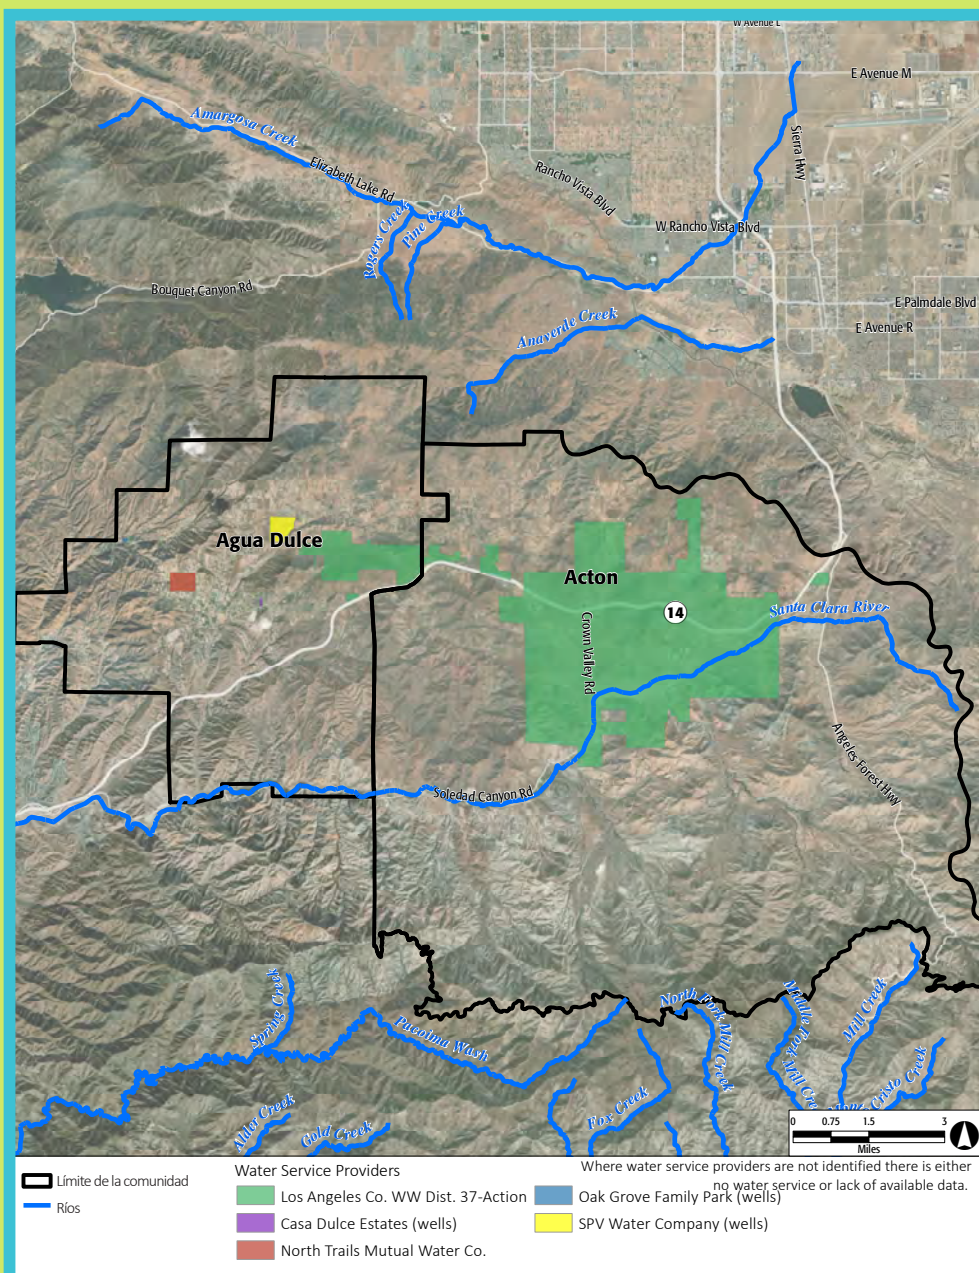 W Avenue L
E Avenue M
Amargosa Creek
Sierra Hwy
Elizabeth Lake Rd
Rancho Vista Blvd
Rogers Creek
Pine Creek
W Rancho Vista Blvd
Bouquet Canyon Rd
E Palmdale Blvd
Anaverde Creek
E Avenue R
Agua Dulce
Acton
14
Santa Clara River
Crown Valley Rd
Angeles Forest Hwy
Soledad Canyon Rd
Spring Creek
Pacoima Wash
North Fork Mill Creek
Middle Fork Mill Cre
Mill Creek
Cristo Creek
Alder Creek
Gold Creek
Fox Creek
0 0.75 1.5 3
Miles
Límite de la comunidad
Ríos
Water Service Providers
Los Angeles Co. WW Dist. 37-Action
Casa Dulce Estates (wells)
North Trails Mutual Water Co.
Oak Grove Family Park (wells)
SPV Water Company (wells)
Where water service providers are not identified there is either
no water service or lack of available data.